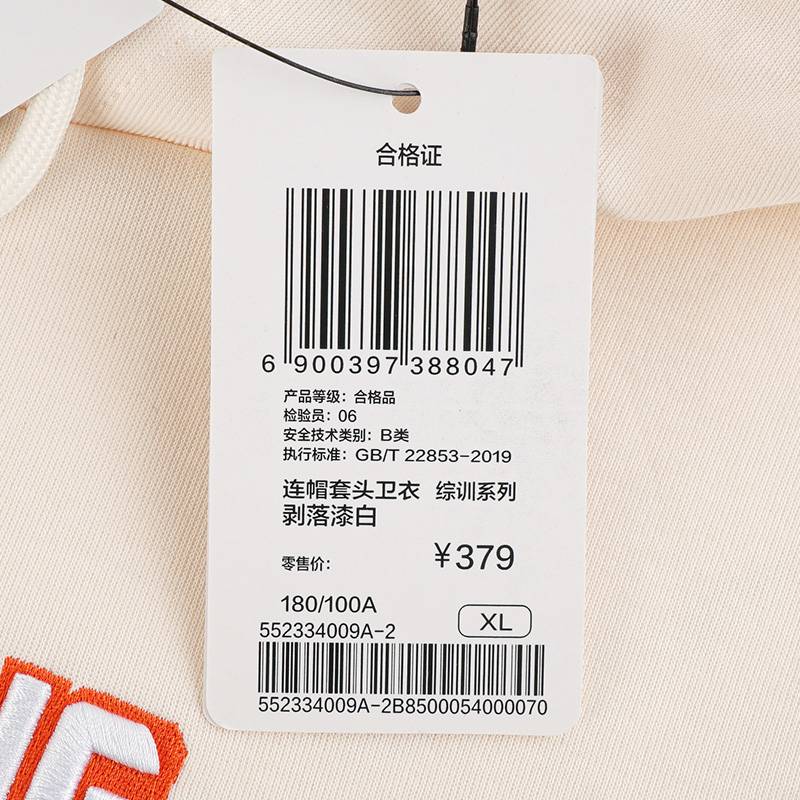 合格证
6 900397 388047
产品等级：合格品
检验员：06
安全技术类别：B类
执行标准：GB/T 22853-2019
连帽套头卫衣 综训系列
剥落漆白
零售价： ￥379
180/100A
552334009A-2 XL
552334009A-2B8500054000070